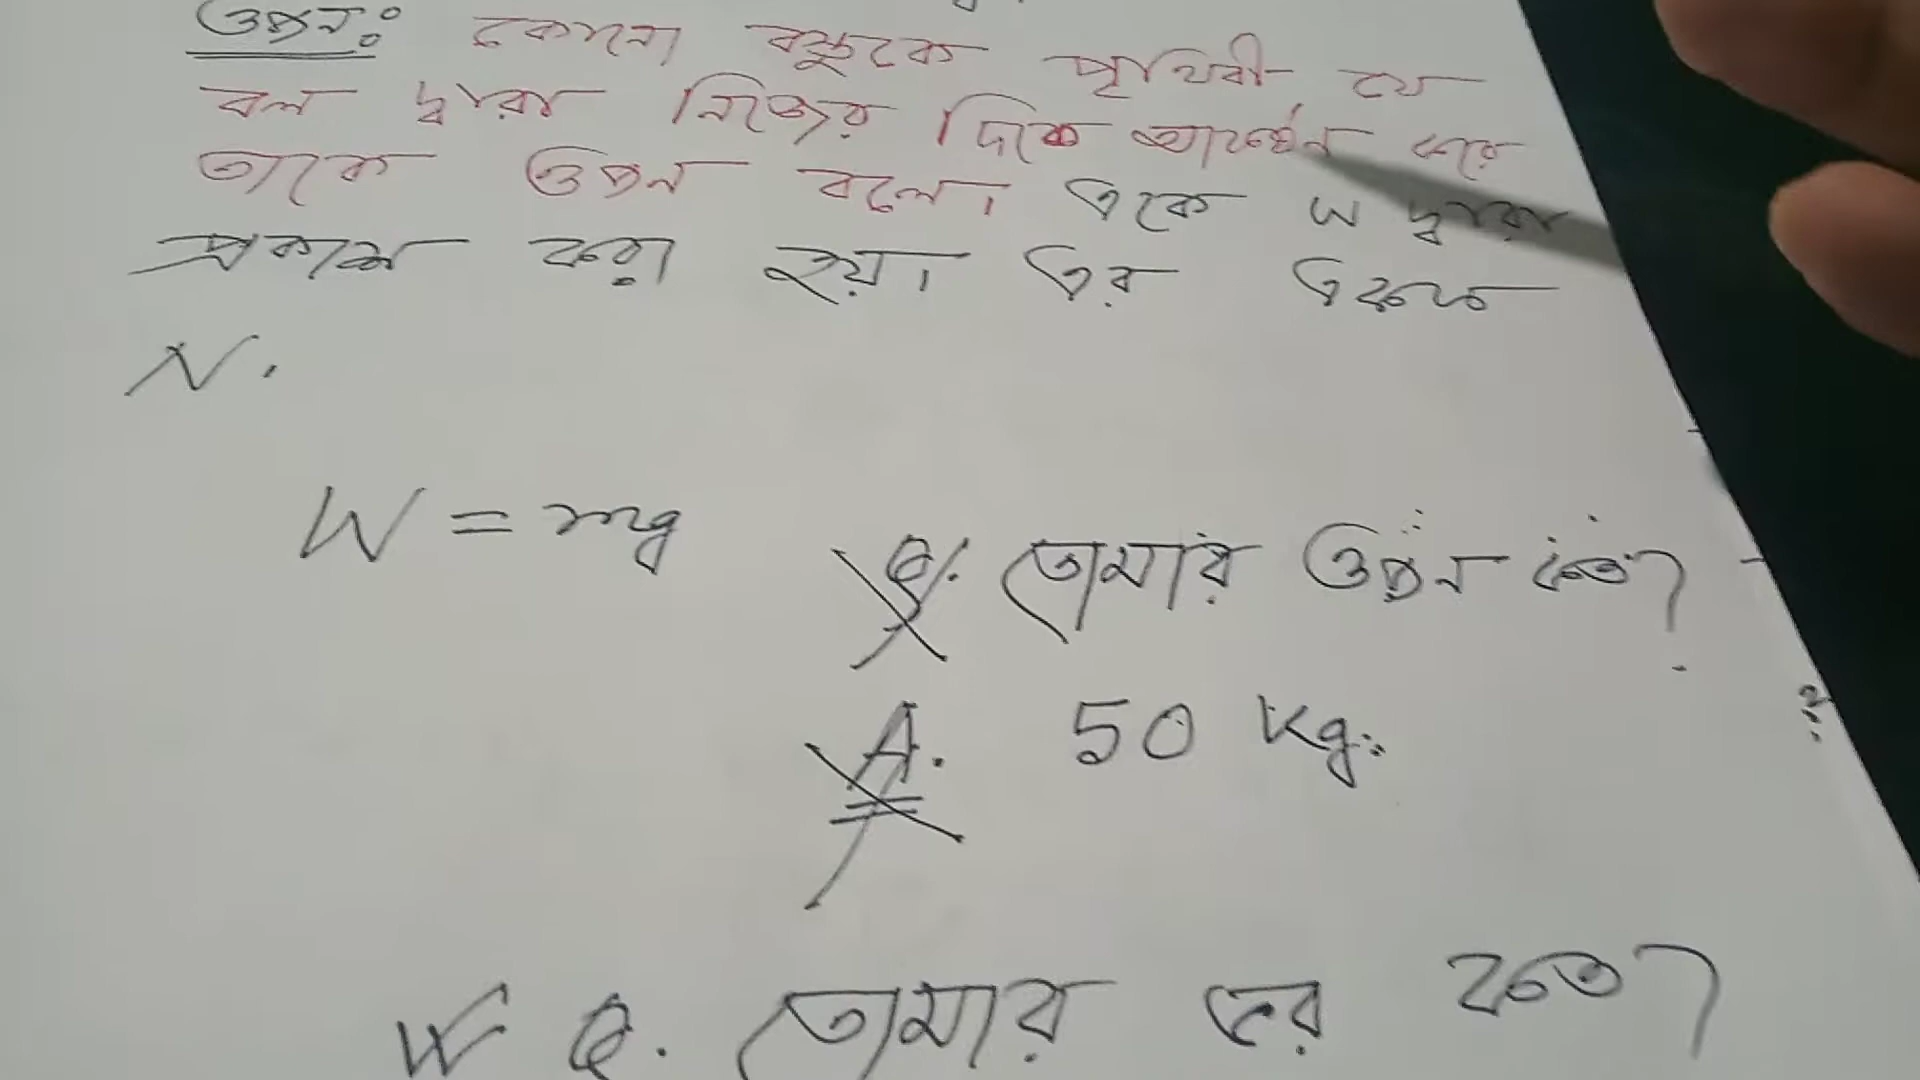 ওজন: কোনো বস্তুকে পৃথিবী যে
বল দ্বারা নিজের দিকে আকর্ষন করে
তাকে ওজন বলে। একে W দ্বারা
প্রকাশ করা হয়। এর একক
N.
W = mg
Q. তোমার ওজন কত?
A. 50 Kg.
W Q. তোমার ভর কত?